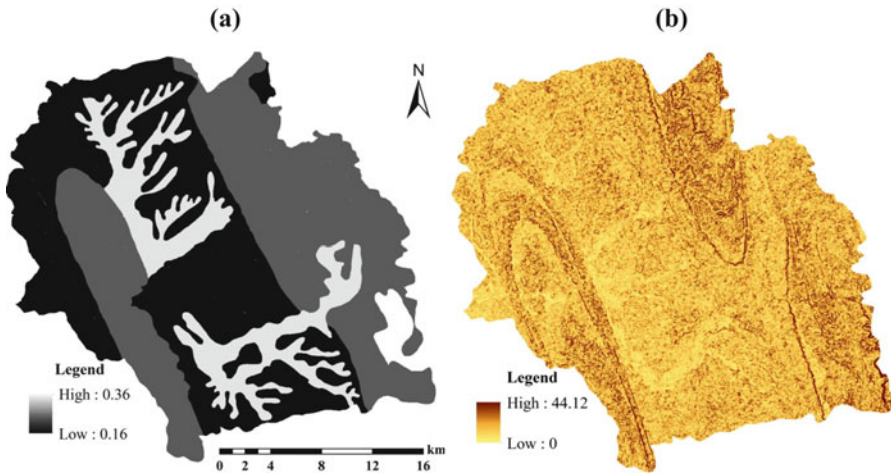 (a)
(b)
N
Legend
High : 0.36
Low : 0.16
0 2 4 8 12 16
km
Legend
High : 44.12
Low : 0